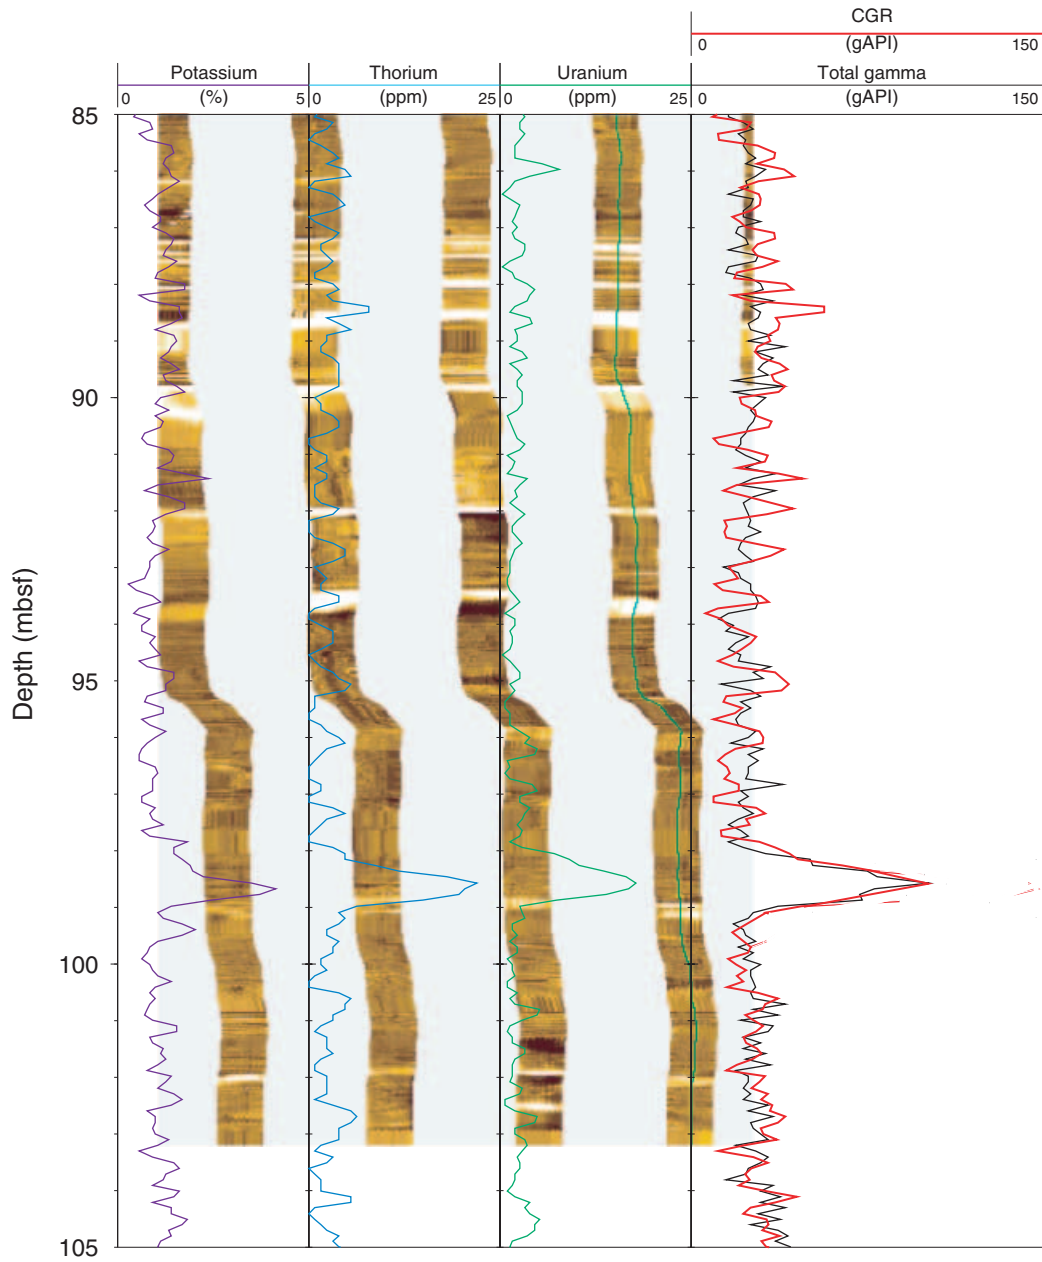 CGR
0 (gAPI) 150
Potassium Thorium Uranium Total gamma
0 (%) 5 0 (ppm) 25 0 (ppm) 25 0 (gAPI) 150
85
90
95
100
105
Depth (mbsf)